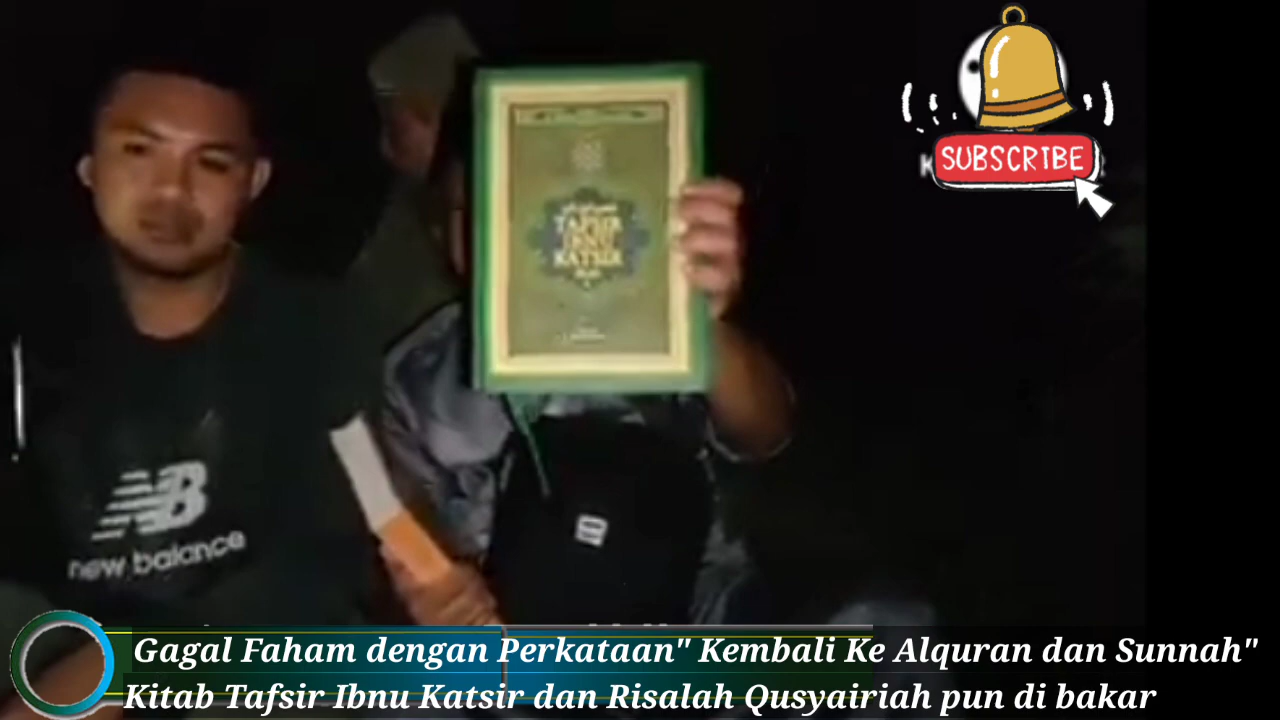 SUBSCRIBE
TAFSIR
IBNU
KATSIR
NB
new balance
Gagal Faham dengan Perkataan" Kembali Ke Alquran dan Sunnah"
Kitab Tafsir Ibnu Katsir dan Risalah Qusyairiah pun di bakar